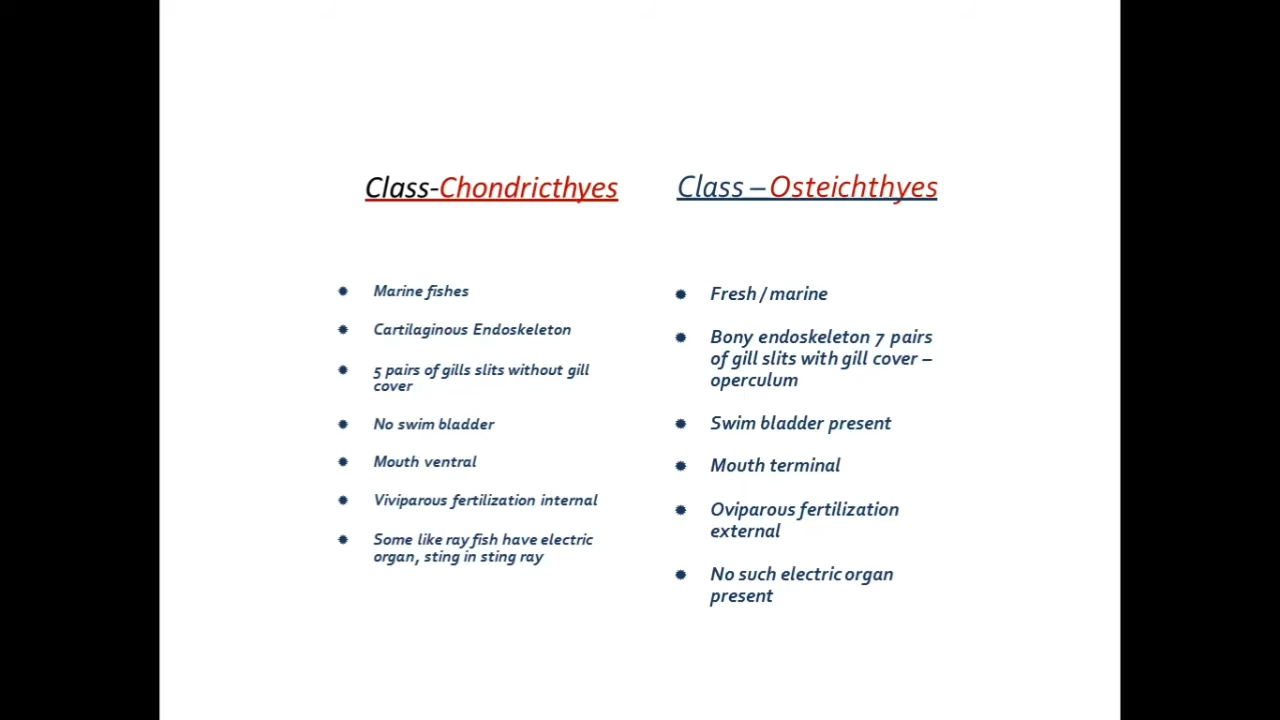 Class-Chondricthyes
Marine fishes
Cartilaginous Endoskeleton
5 pairs of gills slits without gill
cover
No swim bladder
Mouth ventral
Viviparous fertilization internal
Some like ray fish have electric
organ, sting in sting ray
Class – Osteichthyes
Fresh / marine
Bony endoskeleton 7 pairs
of gill slits with gill cover –
operculum
Swim bladder present
Mouth terminal
Oviparous fertilization
external
No such electric organ
present